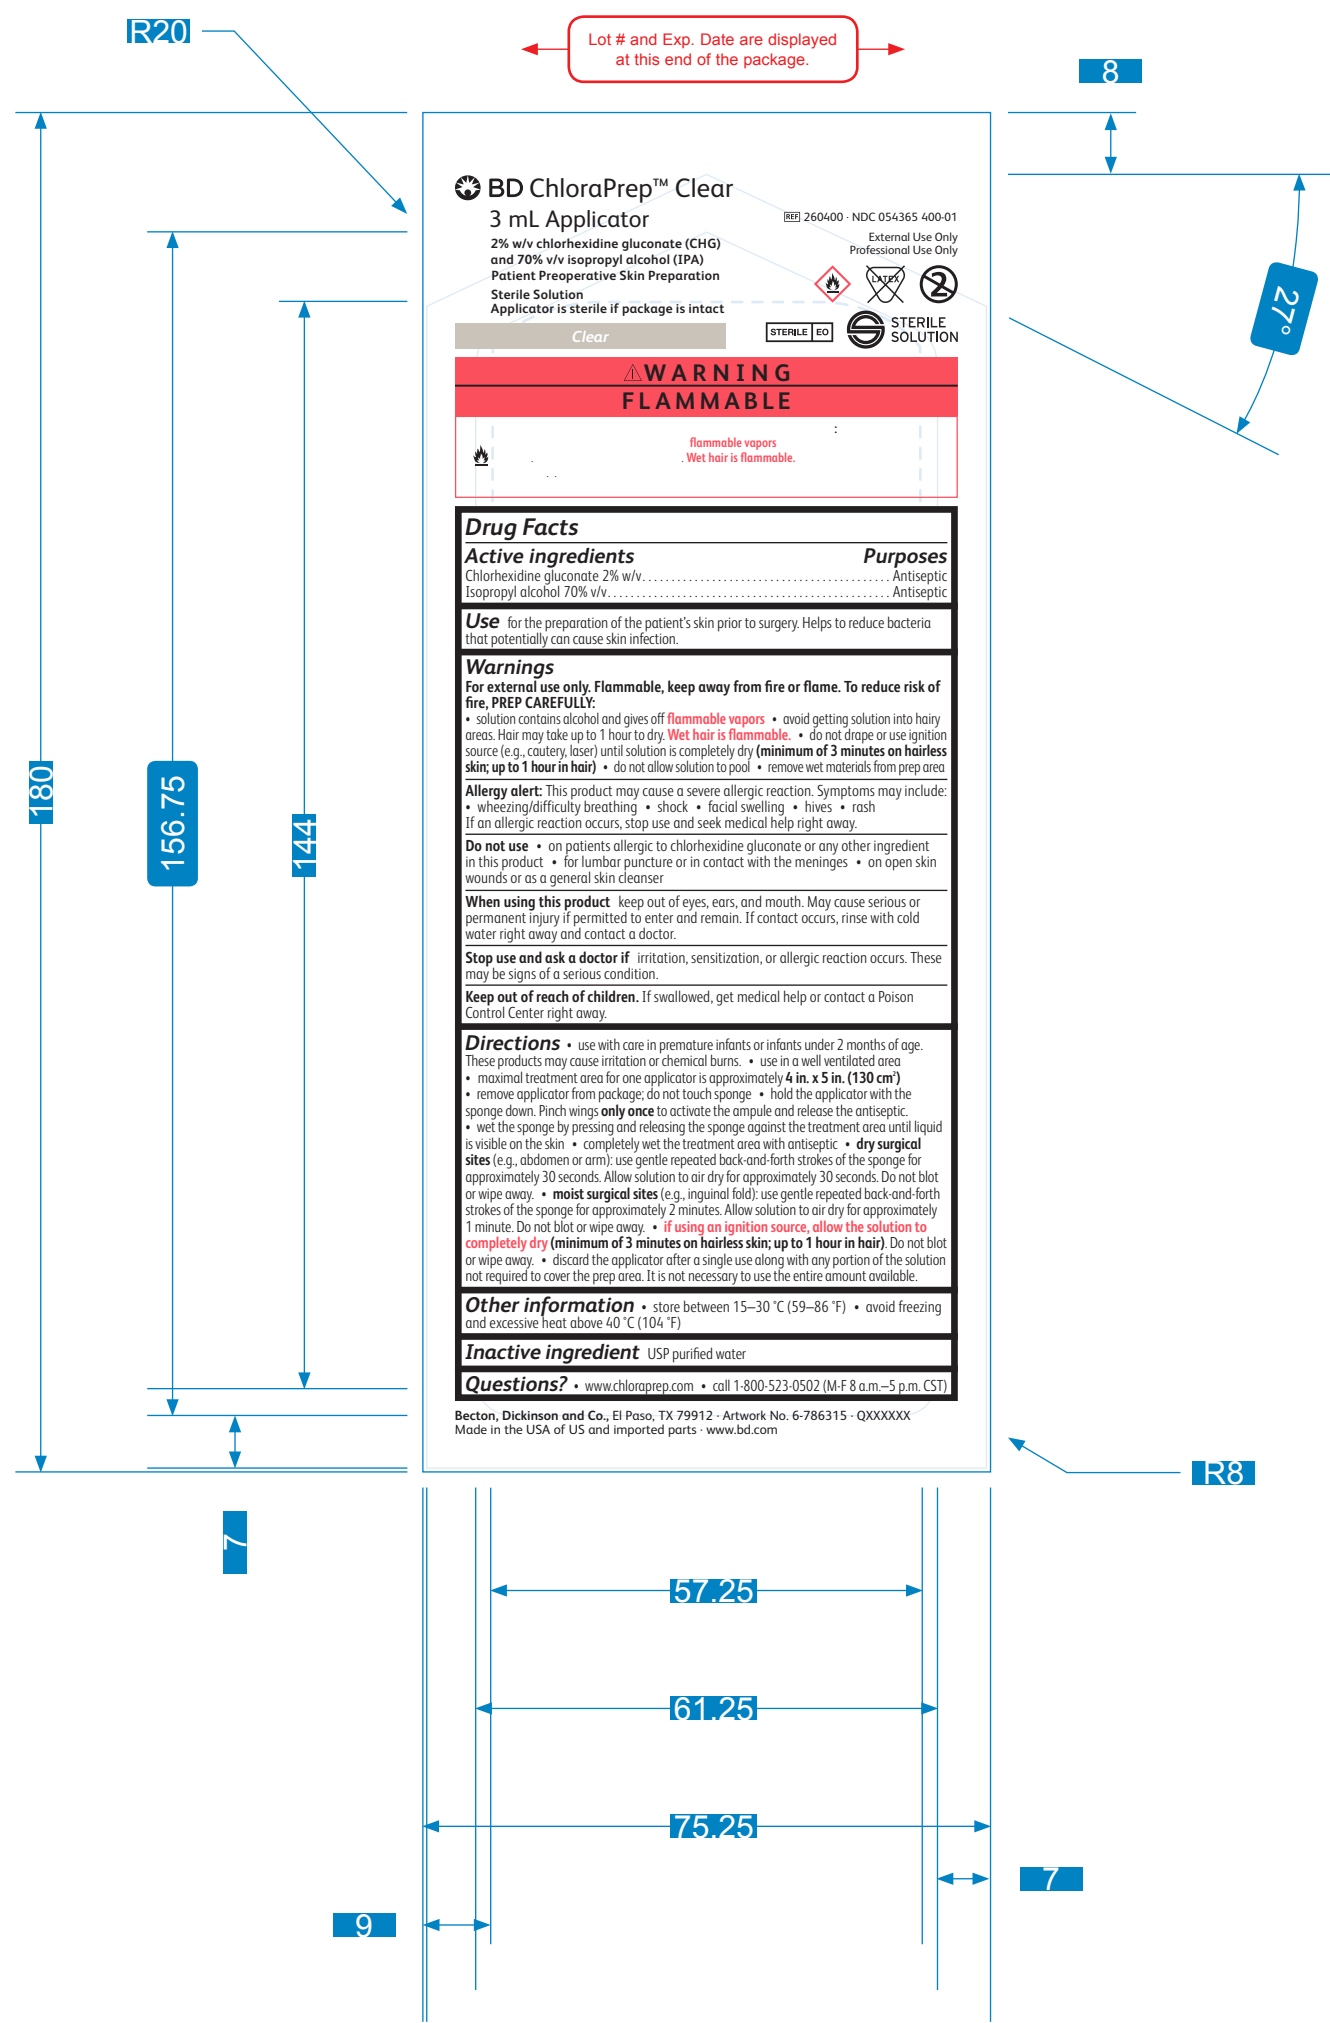 R20
Lot # and Exp. Date are displayed
at this end of the package.
8
BD ChloraPrep™ Clear
3 mL Applicator
REF 260400 · NDC 054365 400-01
2% w/v chlorhexidine gluconate (CHG)
and 70% v/v isopropyl alcohol (IPA)
Patient Preoperative Skin Preparation
External Use Only
Professional Use Only
LATEX
2
Sterile Solution
Applicator is sterile if package is intact
27°
Clear
STERILE EO
STERILE
SOLUTION
WARNING
FLAMMABLE
:
flammable vapors
. . Wet hair is flammable.
. .
Drug Facts
Active ingredients Purposes
Chlorhexidine gluconate 2% w/v........................................... Antiseptic
Isopropyl alcohol 70% v/v................................................. Antiseptic
Use for the preparation of the patient’s skin prior to surgery. Helps to reduce bacteria
that potentially can cause skin infection.
Warnings
For external use only. Flammable, keep away from fire or flame. To reduce risk of
fire, PREP CAREFULLY:
• solution contains alcohol and gives off flammable vapors • avoid getting solution into hairy
areas. Hair may take up to 1 hour to dry. Wet hair is flammable. • do not drape or use ignition
source (e.g., cautery, laser) until solution is completely dry (minimum of 3 minutes on hairless
skin; up to 1 hour in hair) • do not allow solution to pool • remove wet materials from prep area
Allergy alert: This product may cause a severe allergic reaction. Symptoms may include:
• wheezing/difficulty breathing • shock • facial swelling • hives • rash
If an allergic reaction occurs, stop use and seek medical help right away.
Do not use • on patients allergic to chlorhexidine gluconate or any other ingredient
in this product • for lumbar puncture or in contact with the meninges • on open skin
wounds or as a general skin cleanser
When using this product keep out of eyes, ears, and mouth. May cause serious or
permanent injury if permitted to enter and remain. If contact occurs, rinse with cold
water right away and contact a doctor.
Stop use and ask a doctor if irritation, sensitization, or allergic reaction occurs. These
may be signs of a serious condition.
Keep out of reach of children. If swallowed, get medical help or contact a Poison
Control Center right away.
Directions • use with care in premature infants or infants under 2 months of age.
These products may cause irritation or chemical burns. • use in a well ventilated area
• maximal treatment area for one applicator is approximately 4 in. x 5 in. (130 cm²)
• remove applicator from package; do not touch sponge • hold the applicator with the
sponge down. Pinch wings only once to activate the ampule and release the antiseptic.
• wet the sponge by pressing and releasing the sponge against the treatment area until liquid
is visible on the skin • completely wet the treatment area with antiseptic • dry surgical
sites (e.g., abdomen or arm): use gentle repeated back-and-forth strokes of the sponge for
approximately 30 seconds. Allow solution to air dry for approximately 30 seconds. Do not blot
or wipe away. • moist surgical sites (e.g., inguinal fold): use gentle repeated back-and-forth
strokes of the sponge for approximately 2 minutes. Allow solution to air dry for approximately
1 minute. Do not blot or wipe away. • if using an ignition source, allow the solution to
completely dry (minimum of 3 minutes on hairless skin; up to 1 hour in hair). Do not blot
or wipe away. • discard the applicator after a single use along with any portion of the solution
not required to cover the prep area. It is not necessary to use the entire amount available.
Other information • store between 15–30 ˚C (59–86 ˚F) • avoid freezing
and excessive heat above 40 ˚C (104 ˚F)
Inactive ingredient USP purified water
Questions? • www.chloraprep.com • call 1-800-523-0502 (M-F 8 a.m.–5 p.m. CST)
Becton, Dickinson and Co., El Paso, TX 79912 · Artwork No. 6-786315 · QXXXXXX
Made in the USA of US and imported parts · www.bd.com
180
156.75
144
R8
7
57.25
61.25
75.25
7
9